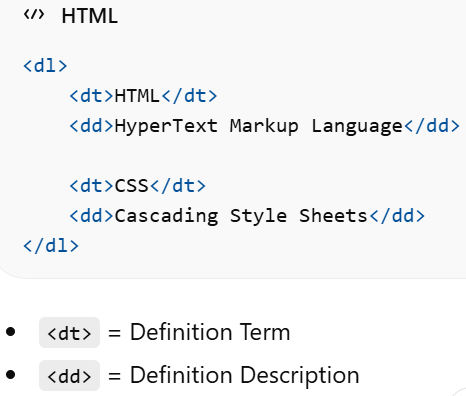 </> HTML
<dl>
<dt>HTML</dt>
<dd>HyperText Markup Language</dd>
<dt>CSS</dt>
<dd>Cascading Style Sheets</dd>
</dl>
• <dt> = Definition Term
• <dd> = Definition Description